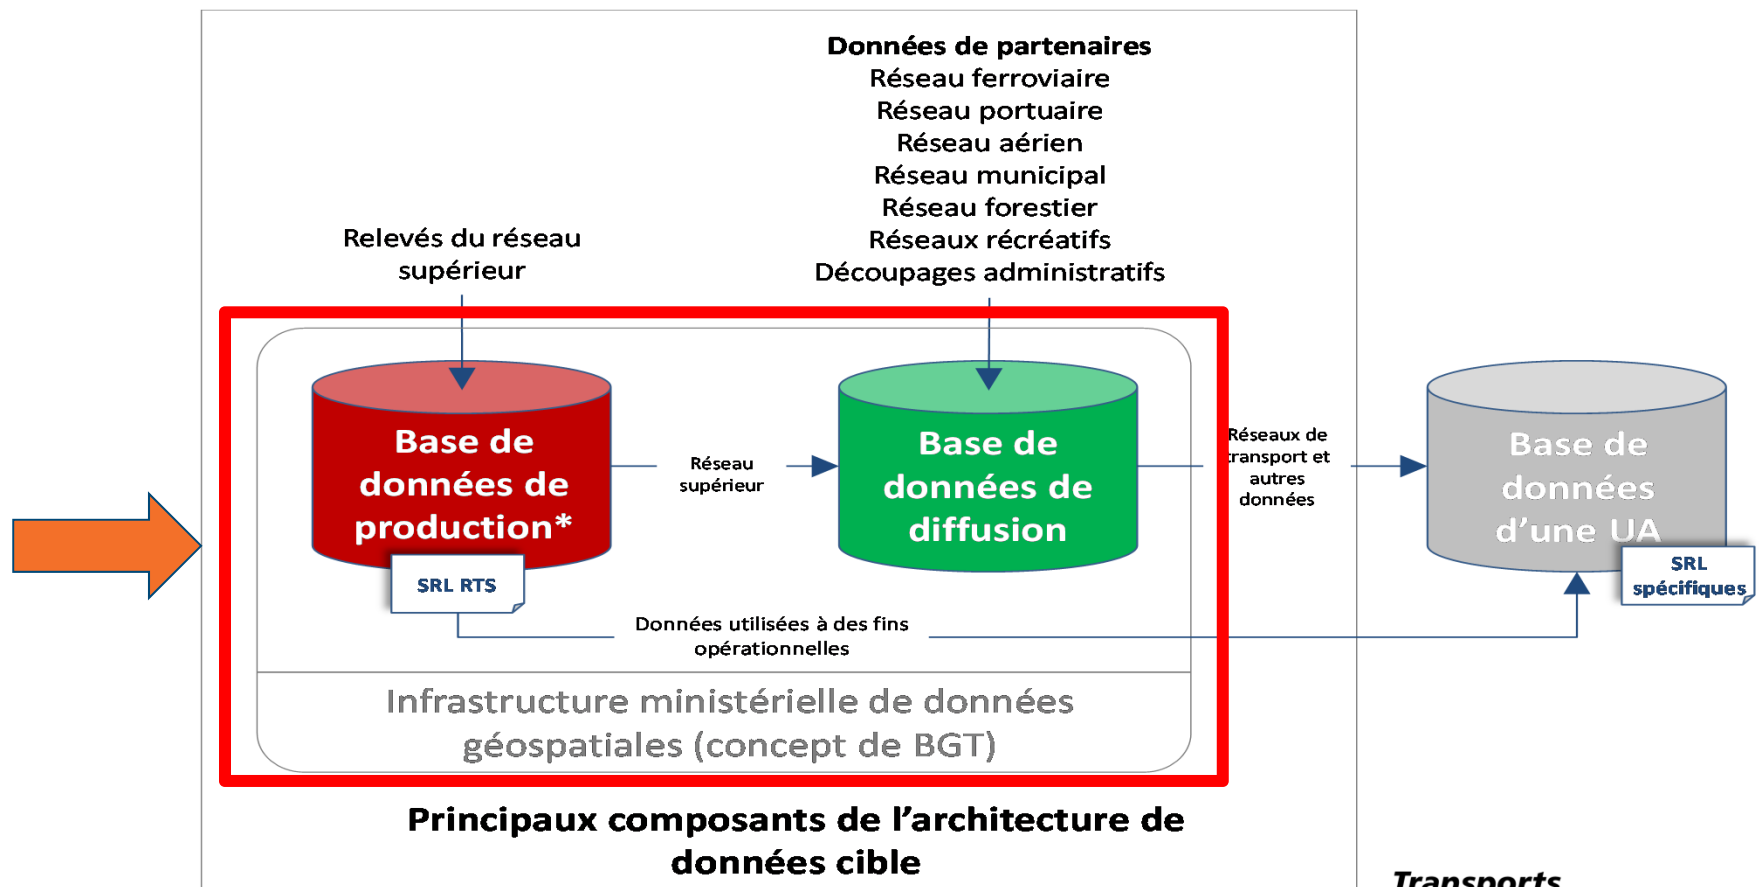 Données de partenaires
Réseau ferroviaire
Réseau portuaire
Réseau aérien
Réseau municipal
Réseau forestier
Réseaux récréatifs
Découpages administratifs
Relevés du réseau
supérieur
Base de
données de
production*
SRL RTS
Réseau
supérieur
Base de
données de
diffusion
Réseaux de
transport et
autres
données
Base de
données
d’une UA
SRL
spécifiques
Données utilisées à des fins
opérationnelles
Infrastructure ministérielle de données
géospatiales (concept de BGT)
Principaux composants de l’architecture de
données cible
Transports